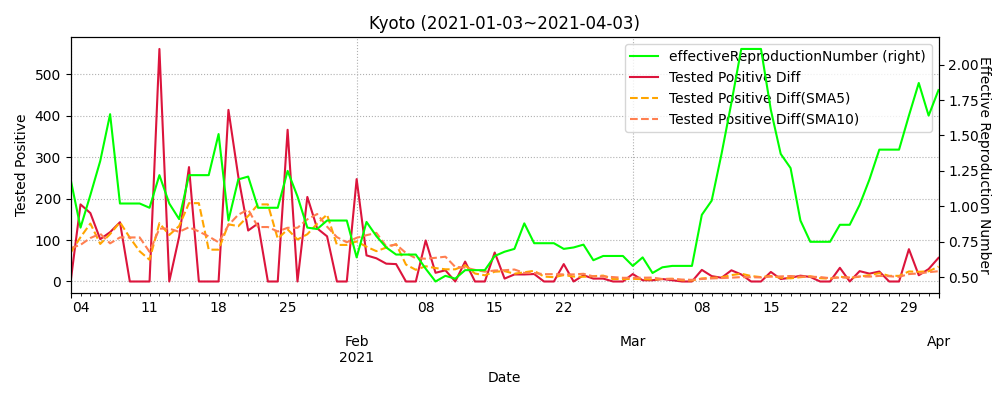 Kyoto (2021-01-03~2021-04-03)
effectiveReproductionNumber (right)
Tested Positive Diff
Tested Positive Diff(SMA5)
Tested Positive Diff(SMA10)
Tested Positive
500
400
300
200
100
0
Effective Reproduction Number
2.00
1.75
1.50
1.25
1.00
0.75
0.50
04 11 18 25 08 15 22 08 15 22 29
Feb Mar Apr
2021
Date